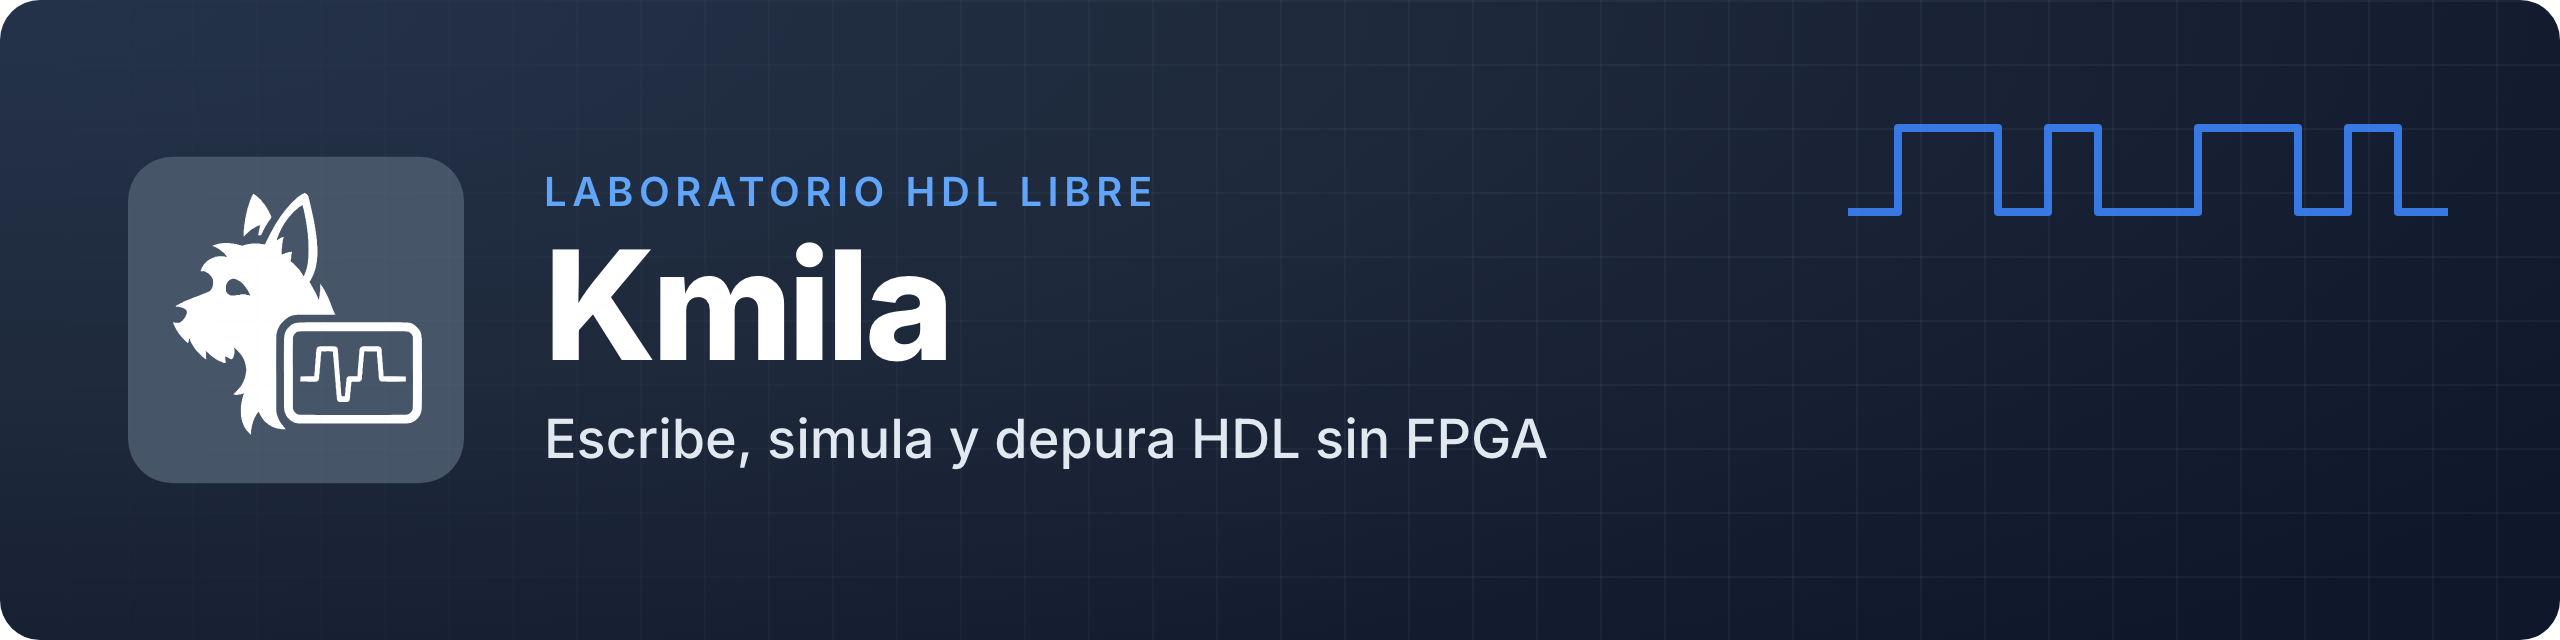 LABORATORIO HDL LIBRE
Kmila
Escribe, simula y depura HDL sin FPGA